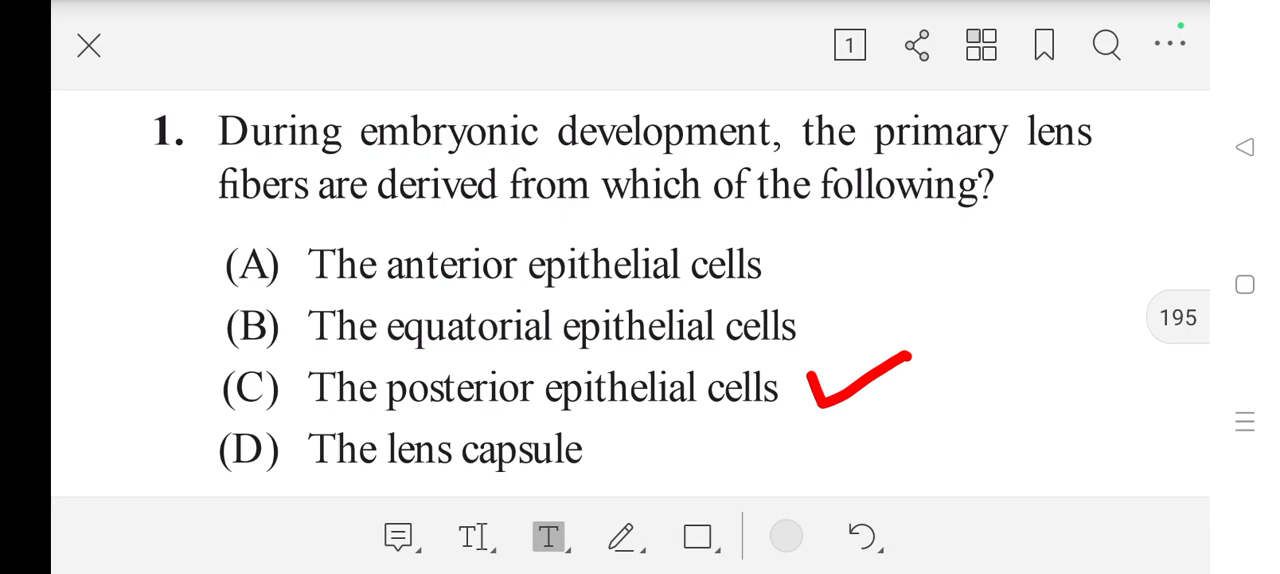 1
1. During embryonic development, the primary lens
fibers are derived from which of the following?
(A) The anterior epithelial cells
(B) The equatorial epithelial cells
195
(C) The posterior epithelial cells
(D) The lens capsule
T T